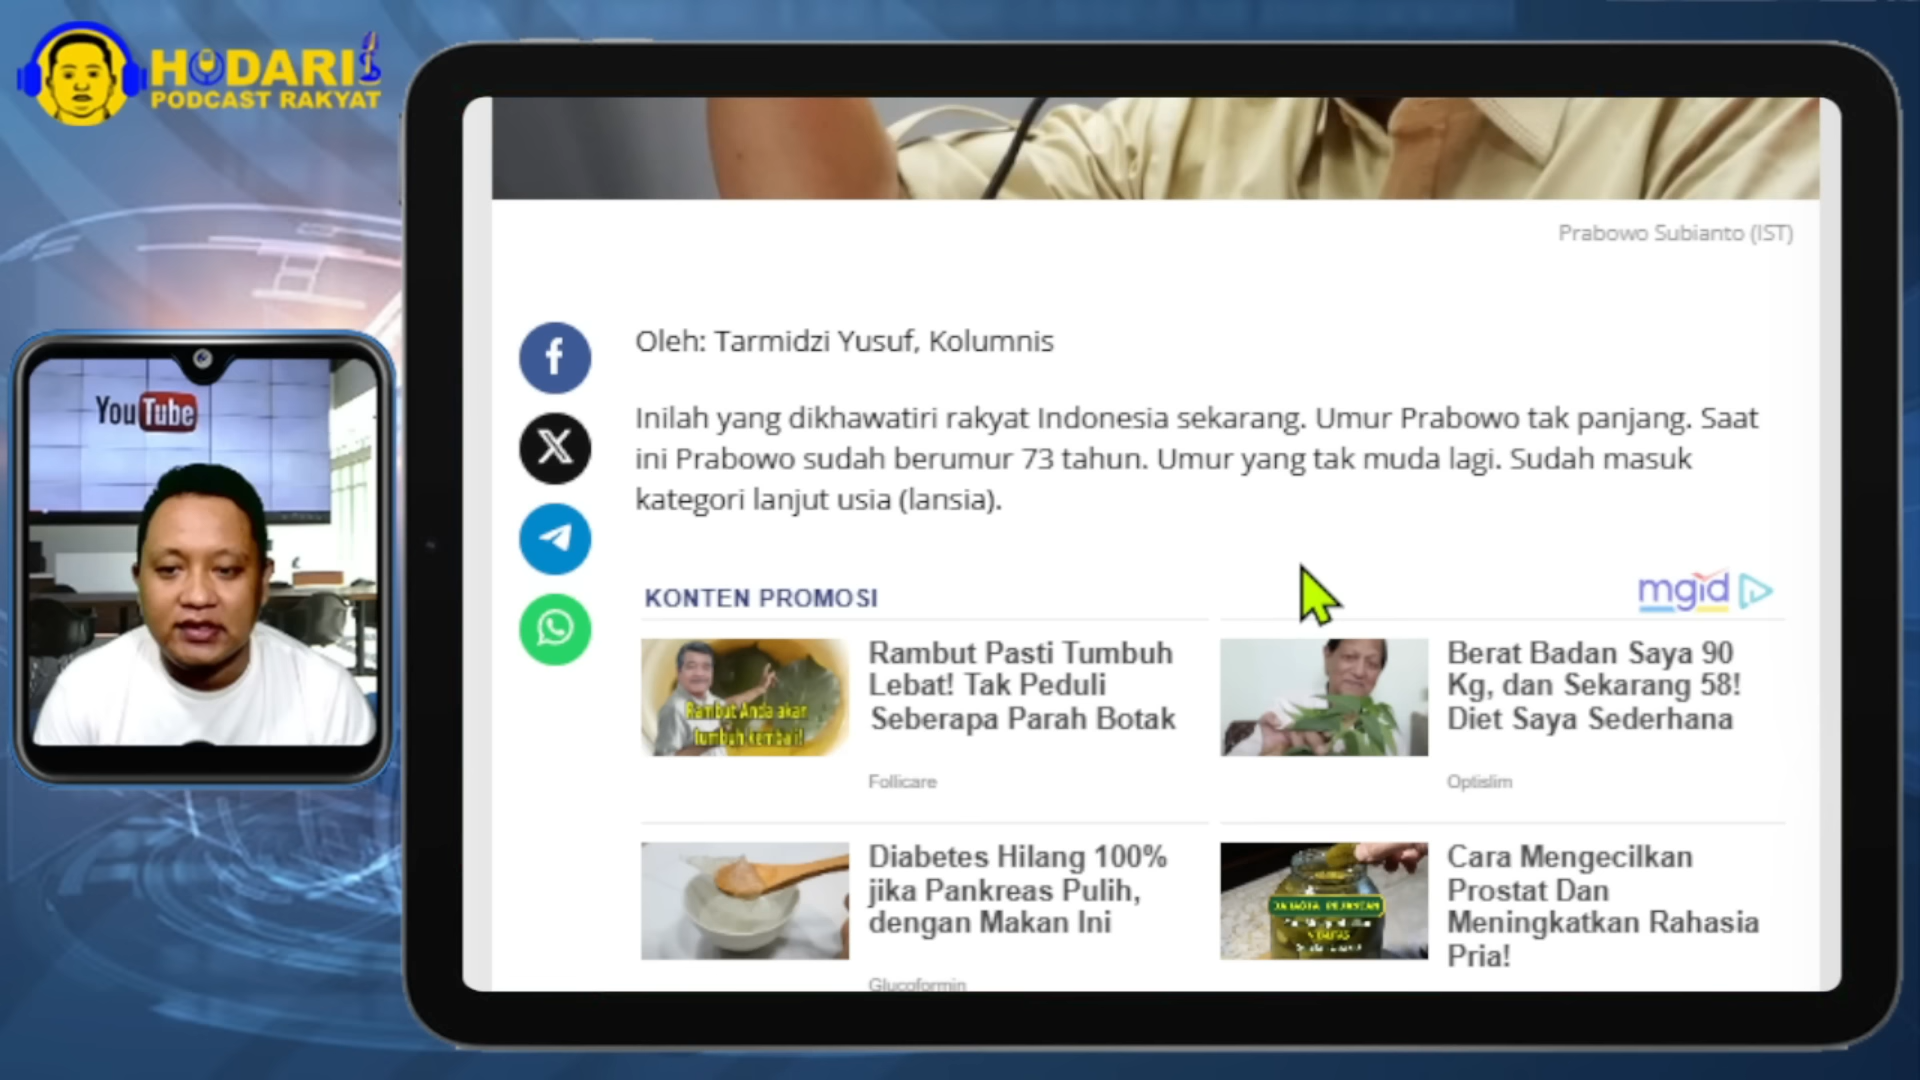 HODARI
PODCAST RAKYAT
YouTube
Prabowo Subianto (IST)
Oleh: Tarmidzi Yusuf, Kolumnis
Inilah yang dikhawatiri rakyat Indonesia sekarang. Umur Prabowo tak panjang. Saat
ini Prabowo sudah berumur 73 tahun. Umur yang tak muda lagi. Sudah masuk
kategori lanjut usia (lansia).
KONTEN PROMOSI
mgid
Rambut Pasti Tumbuh
Lebat! Tak Peduli
Seberapa Parah Botak
Rambut Anda akan
tumbuh kembali!
Follicare
Berat Badan Saya 90
Kg, dan Sekarang 58!
Diet Saya Sederhana
Optislim
Diabetes Hilang 100%
jika Pankreas Pulih,
dengan Makan Ini
Glucoformin
Cara Mengecilkan
Prostat Dan
Meningkatkan Rahasia
Pria!